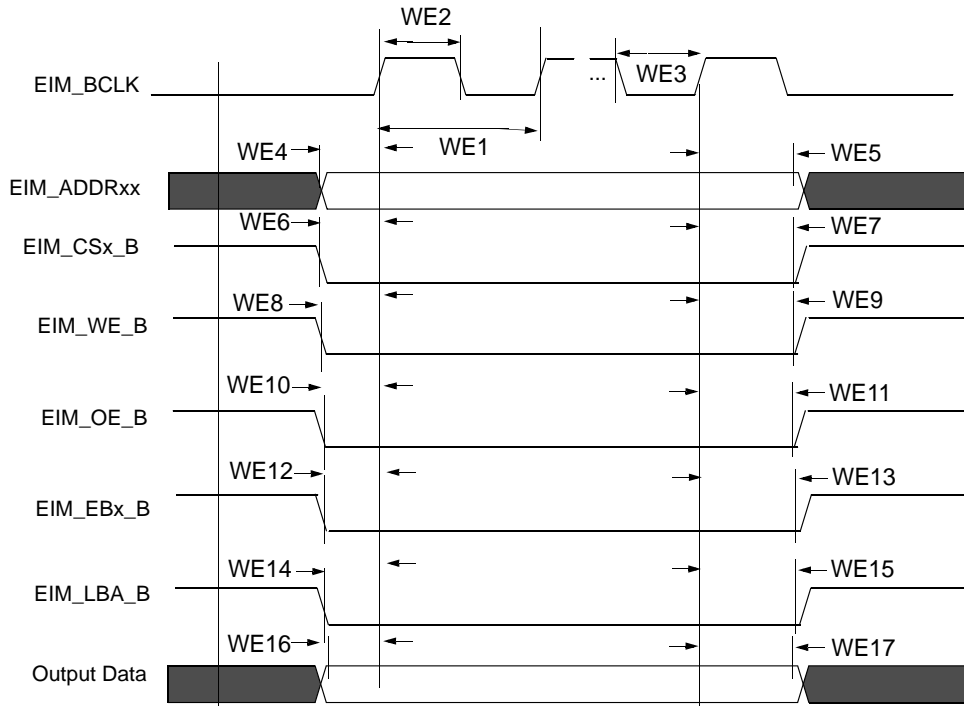 WE2
EIM_BCLK
...
WE3
WE4
WE1
WE5
EIM_ADDRxx
WE6
WE7
EIM_CSx_B
WE8
WE9
EIM_WE_B
WE10
WE11
EIM_OE_B
WE12
WE13
EIM_EBx_B
WE14
WE15
EIM_LBA_B
WE16
WE17
Output Data